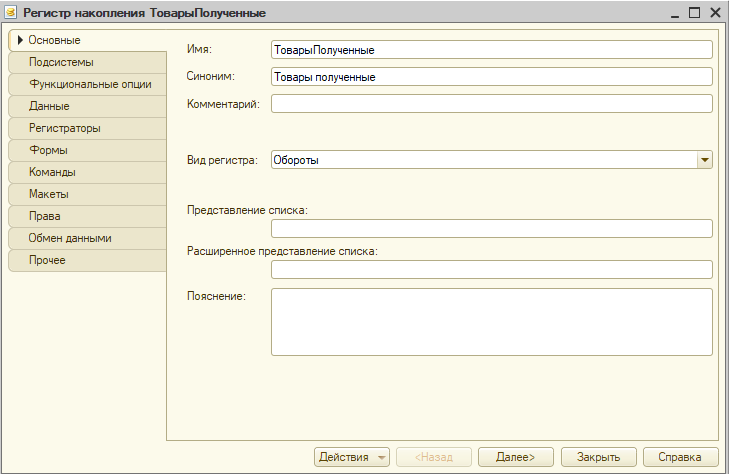 Регистр накопления ТоварыПолученные
Основные
Подсистемы
Функциональные опции
Данные
Регистраторы
Формы
Команды
Макеты
Права
Обмен данными
Прочее
Имя: ТоварыПолученные
Синоним: Товары полученные
Комментарий:
Вид регистра: Обороты
Представление списка:
Расширенное представление списка:
Пояснение:
Действия <Назад Далее> Закрыть Справка